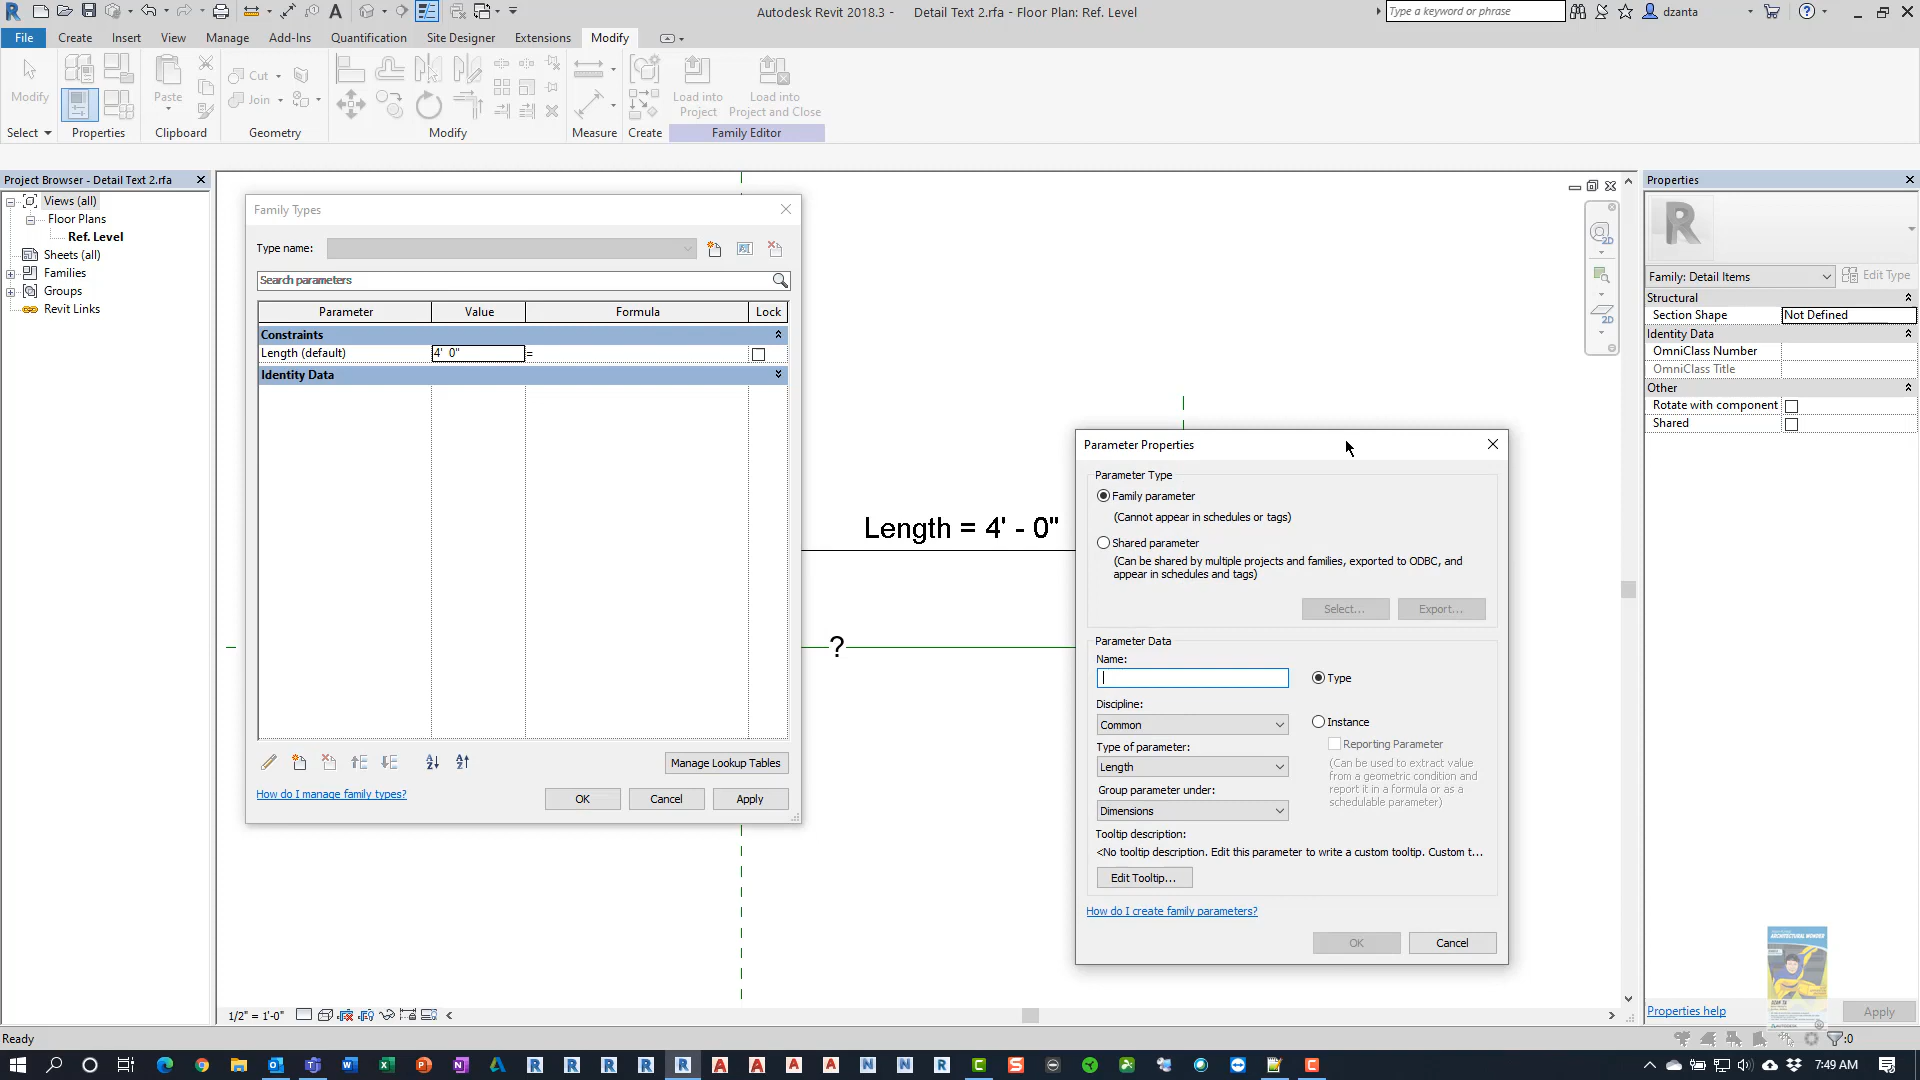 Autodesk Revit 2018.3 - Detail Text 2.rfa - Floor Plan: Ref. Level
Type a keyword or phrase
dzanta
File Create Insert View Manage Add-Ins Quantification Site Designer Extensions Modify
Modify
Paste
Cut
Join
Load into Project
Load into Project and Close
Select Properties Clipboard Geometry Modify Measure Create Family Editor
Project Browser - Detail Text 2.rfa
Views (all)
Floor Plans
Ref. Level
Sheets (all)
Families
Groups
Revit Links
Family Types
Type name:
Search parameters
Parameter Value Formula Lock
Constraints
Length (default) 4' 0" =
Identity Data
Manage Lookup Tables
How do I manage family types?
OK Cancel Apply
Length = 4' - 0"
?
Parameter Properties
Parameter Type
Family parameter
(Cannot appear in schedules or tags)
Shared parameter
(Can be shared by multiple projects and families, exported to ODBC, and
appear in schedules and tags)
Select... Export...
Parameter Data
Name:
Type
Discipline:
Common
Instance
Type of parameter:
Reporting Parameter
Length
(Can be used to extract value
from a geometric condition and
report it in a formula or as a
schedulable parameter)
Group parameter under:
Dimensions
Tooltip description:
<No tooltip description. Edit this parameter to write a custom tooltip. Custom t...
Edit Tooltip...
How do I create family parameters?
OK Cancel
Properties
Family: Detail Items
Edit Type
Structural
Section Shape Not Defined
Identity Data
OmniClass Number
OmniClass Title
Other
Rotate with component
Shared
Properties help
Apply
ARCHITECTURAL WONDER
1/2" = 1'-0"
Ready
:0
7:49 AM